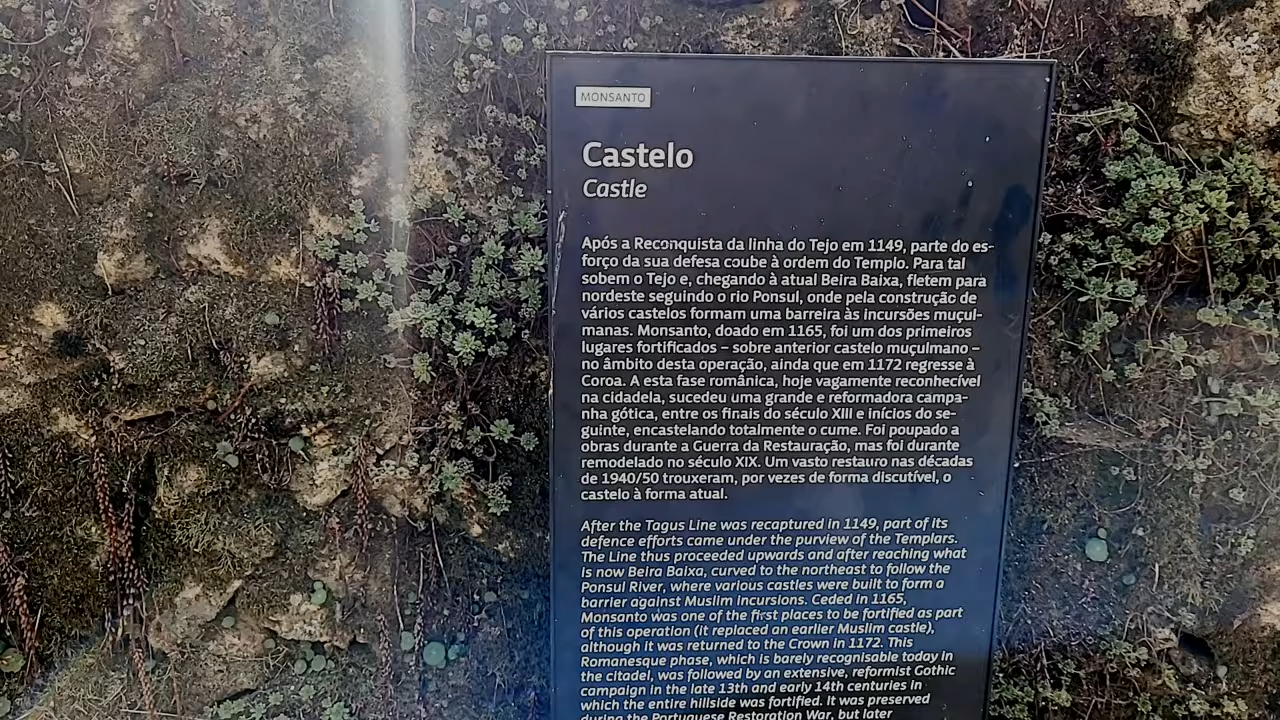 MONSANTO
Castelo
Castle
Após a Reconquista da linha do Tejo em 1149, parte do es-
forço da sua defesa coube à ordem do Templo. Para tal
sobem o Tejo e, chegando à atual Beira Baixa, fletem para
nordeste seguindo o rio Ponsul, onde pela construção de
vários castelos formam uma barreira às incursões muçul-
manas. Monsanto, doado em 1165, foi um dos primeiros
lugares fortificados – sobre anterior castelo muçulmano –
no âmbito desta operação, ainda que em 1172 regresse à
Coroa. A esta fase românica, hoje vagamente reconhecível
na cidadela, sucedeu uma grande e reformadora campa-
nha gótica, entre os finais do século XIII e inícios do se-
guinte, encastelando totalmente o cume. Foi poupado a
obras durante a Guerra da Restauração, mas foi durante
remodelado no século XIX. Um vasto restauro nas décadas
de 1940/50 trouxeram, por vezes de forma discutível, o
castelo à forma atual.
After the Tagus Line was recaptured in 1149, part of its
defence efforts came under the purview of the Templars.
The Line thus proceeded upwards and after reaching what
is now Beira Baixa, curved to the northeast to follow the
Ponsul River, where various castles were built to form a
barrier against Muslim incursions. Ceded in 1165,
Monsanto was one of the first places to be fortified as part
of this operation (it replaced an earlier Muslim castle),
although it was returned to the Crown in 1172. This
Romanesque phase, which is barely recognisable today in
the citadel, was followed by an extensive, reformist Gothic
campaign in the late 13th and early 14th centuries in
which the entire hillside was fortified. It was preserved
during the Portuguese Restoration War, but later